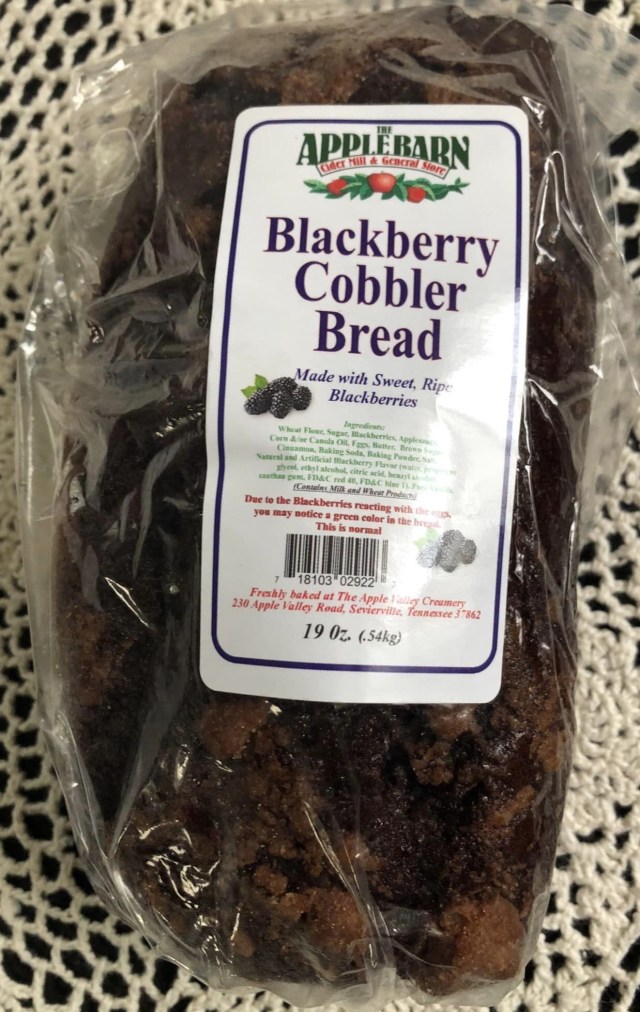 THE
APPLEBARN
Cider Mill & General Store
Blackberry
Cobbler
Bread
Made with Sweet, Ripe
Blackberries
Ingredients:
Wheat Flour, Sugar, Blackberries,
Corn &/or Canola Oil, Eggs, Butter, Brown
Cinnamon, Baking Soda, Baking Powder, Salt,
Natural and Artificial Blackberry Flavor (water,
glycol, ethyl alcohol, citric acid, benzyl
xanthan gum, FD&C red 40, FD&C blue 1),
(Contains Milk and Wheat Products)
Due to the Blackberries reacting with the eggs,
you may notice a green color in the bread.
This is normal
7 18103 02922
Freshly baked at The Apple Valley Creamery
230 Apple Valley Road, Sevierville, Tennessee 37862
19 Oz. (.54kg)